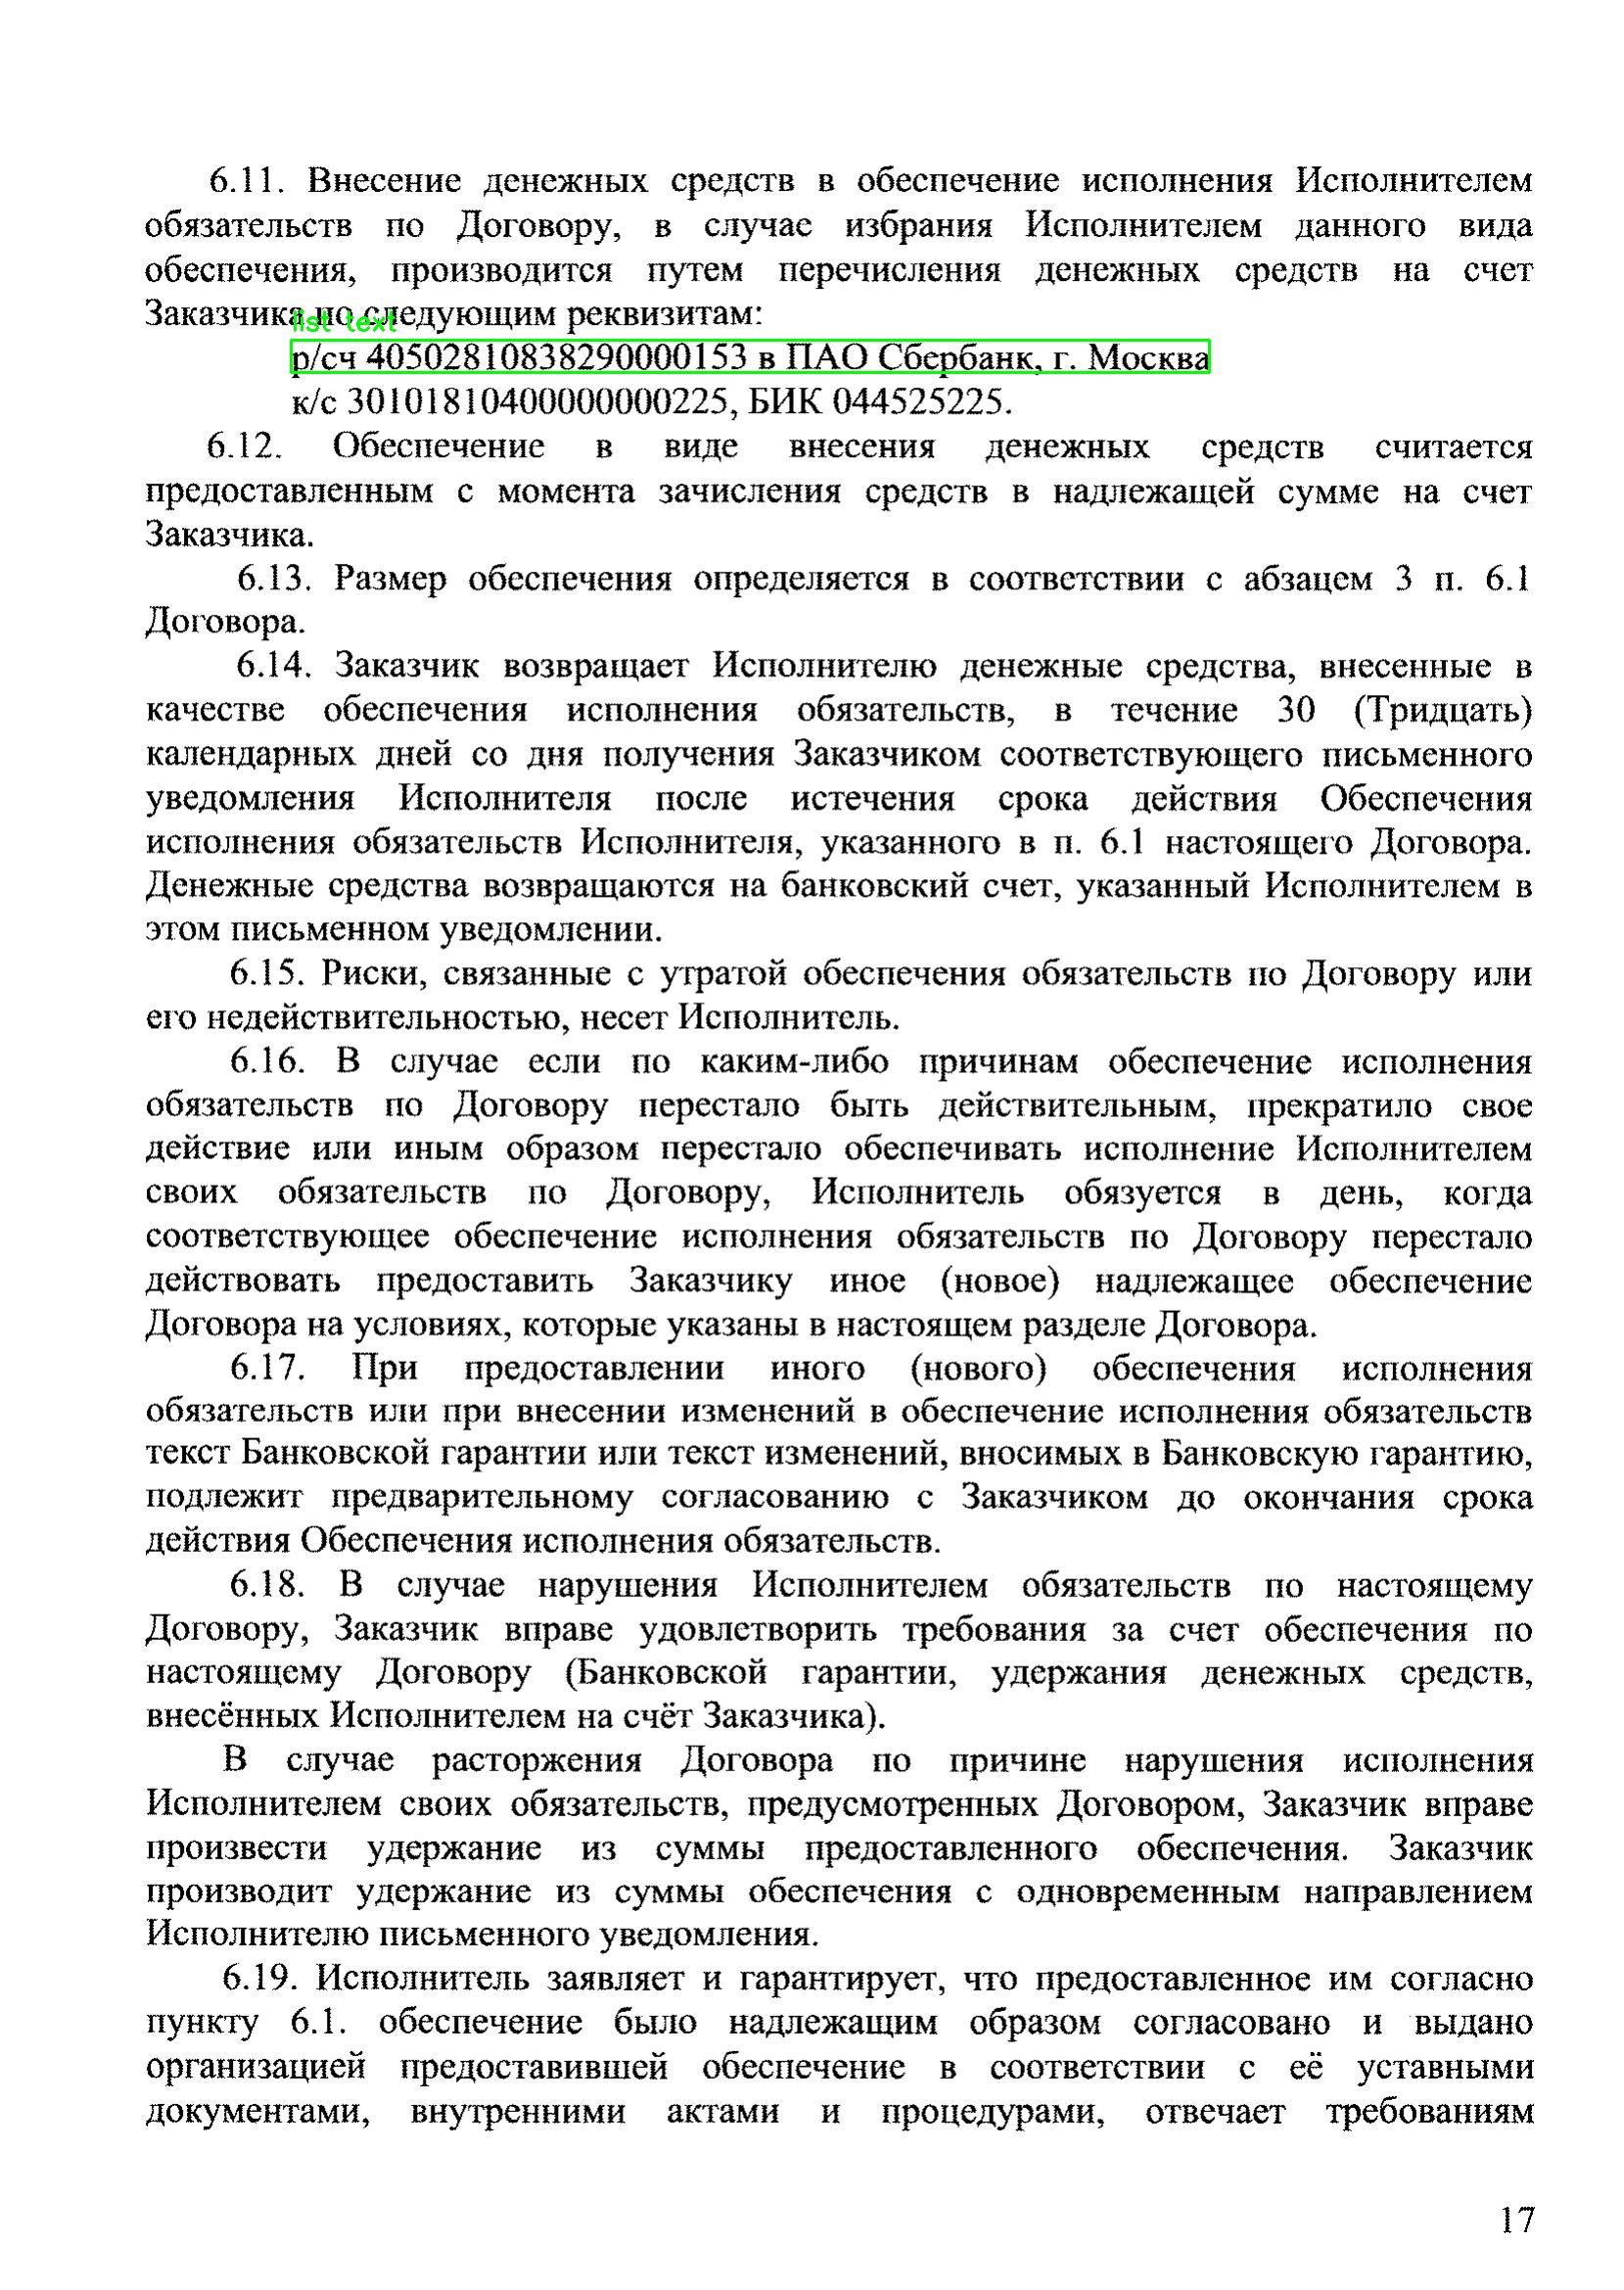 6.11. Внесение денежных средств в обеспечение исполнения Исполнителем
обязательств по Договору, в случае избрания Исполнителем данного вида
обеспечения, производится путем перечисления денежных средств на счет
Заказчика по следующим реквизитам:
list text
р/сч 40502810838290000153 в ПАО Сбербанк, г. Москва
к/с 30101810400000000225, БИК 044525225.
6.12. Обеспечение в виде внесения денежных средств считается
предоставленным с момента зачисления средств в надлежащей сумме на счет
Заказчика.
6.13. Размер обеспечения определяется в соответствии с абзацем 3 п. 6.1
Договора.
6.14. Заказчик возвращает Исполнителю денежные средства, внесенные в
качестве обеспечения исполнения обязательств, в течение 30 (Тридцать)
календарных дней со дня получения Заказчиком соответствующего письменного
уведомления Исполнителя после истечения срока действия Обеспечения
исполнения обязательств Исполнителя, указанного в п. 6.1 настоящего Договора.
Денежные средства возвращаются на банковский счет, указанный Исполнителем в
этом письменном уведомлении.
6.15. Риски, связанные с утратой обеспечения обязательств по Договору или
его недействительностью, несет Исполнитель.
6.16. В случае если по каким-либо причинам обеспечение исполнения
обязательств по Договору перестало быть действительным, прекратило свое
действие или иным образом перестало обеспечивать исполнение Исполнителем
своих обязательств по Договору, Исполнитель обязуется в день, когда
соответствующее обеспечение исполнения обязательств по Договору перестало
действовать предоставить Заказчику иное (новое) надлежащее обеспечение
Договора на условиях, которые указаны в настоящем разделе Договора.
6.17. При предоставлении иного (нового) обеспечения исполнения
обязательств или при внесении изменений в обеспечение исполнения обязательств
текст Банковской гарантии или текст изменений, вносимых в Банковскую гарантию,
подлежит предварительному согласованию с Заказчиком до окончания срока
действия Обеспечения исполнения обязательств.
6.18. В случае нарушения Исполнителем обязательств по настоящему
Договору, Заказчик вправе удовлетворить требования за счет обеспечения по
настоящему Договору (Банковской гарантии, удержания денежных средств,
внесённых Исполнителем на счёт Заказчика).
В случае расторжения Договора по причине нарушения исполнения
Исполнителем своих обязательств, предусмотренных Договором, Заказчик вправе
произвести удержание из суммы предоставленного обеспечения. Заказчик
производит удержание из суммы обеспечения с одновременным направлением
Исполнителю письменного уведомления.
6.19. Исполнитель заявляет и гарантирует, что предоставленное им согласно
пункту 6.1. обеспечение было надлежащим образом согласовано и выдано
организацией предоставившей обеспечение в соответствии с её уставными
документами, внутренними актами и процедурами, отвечает требованиям
17